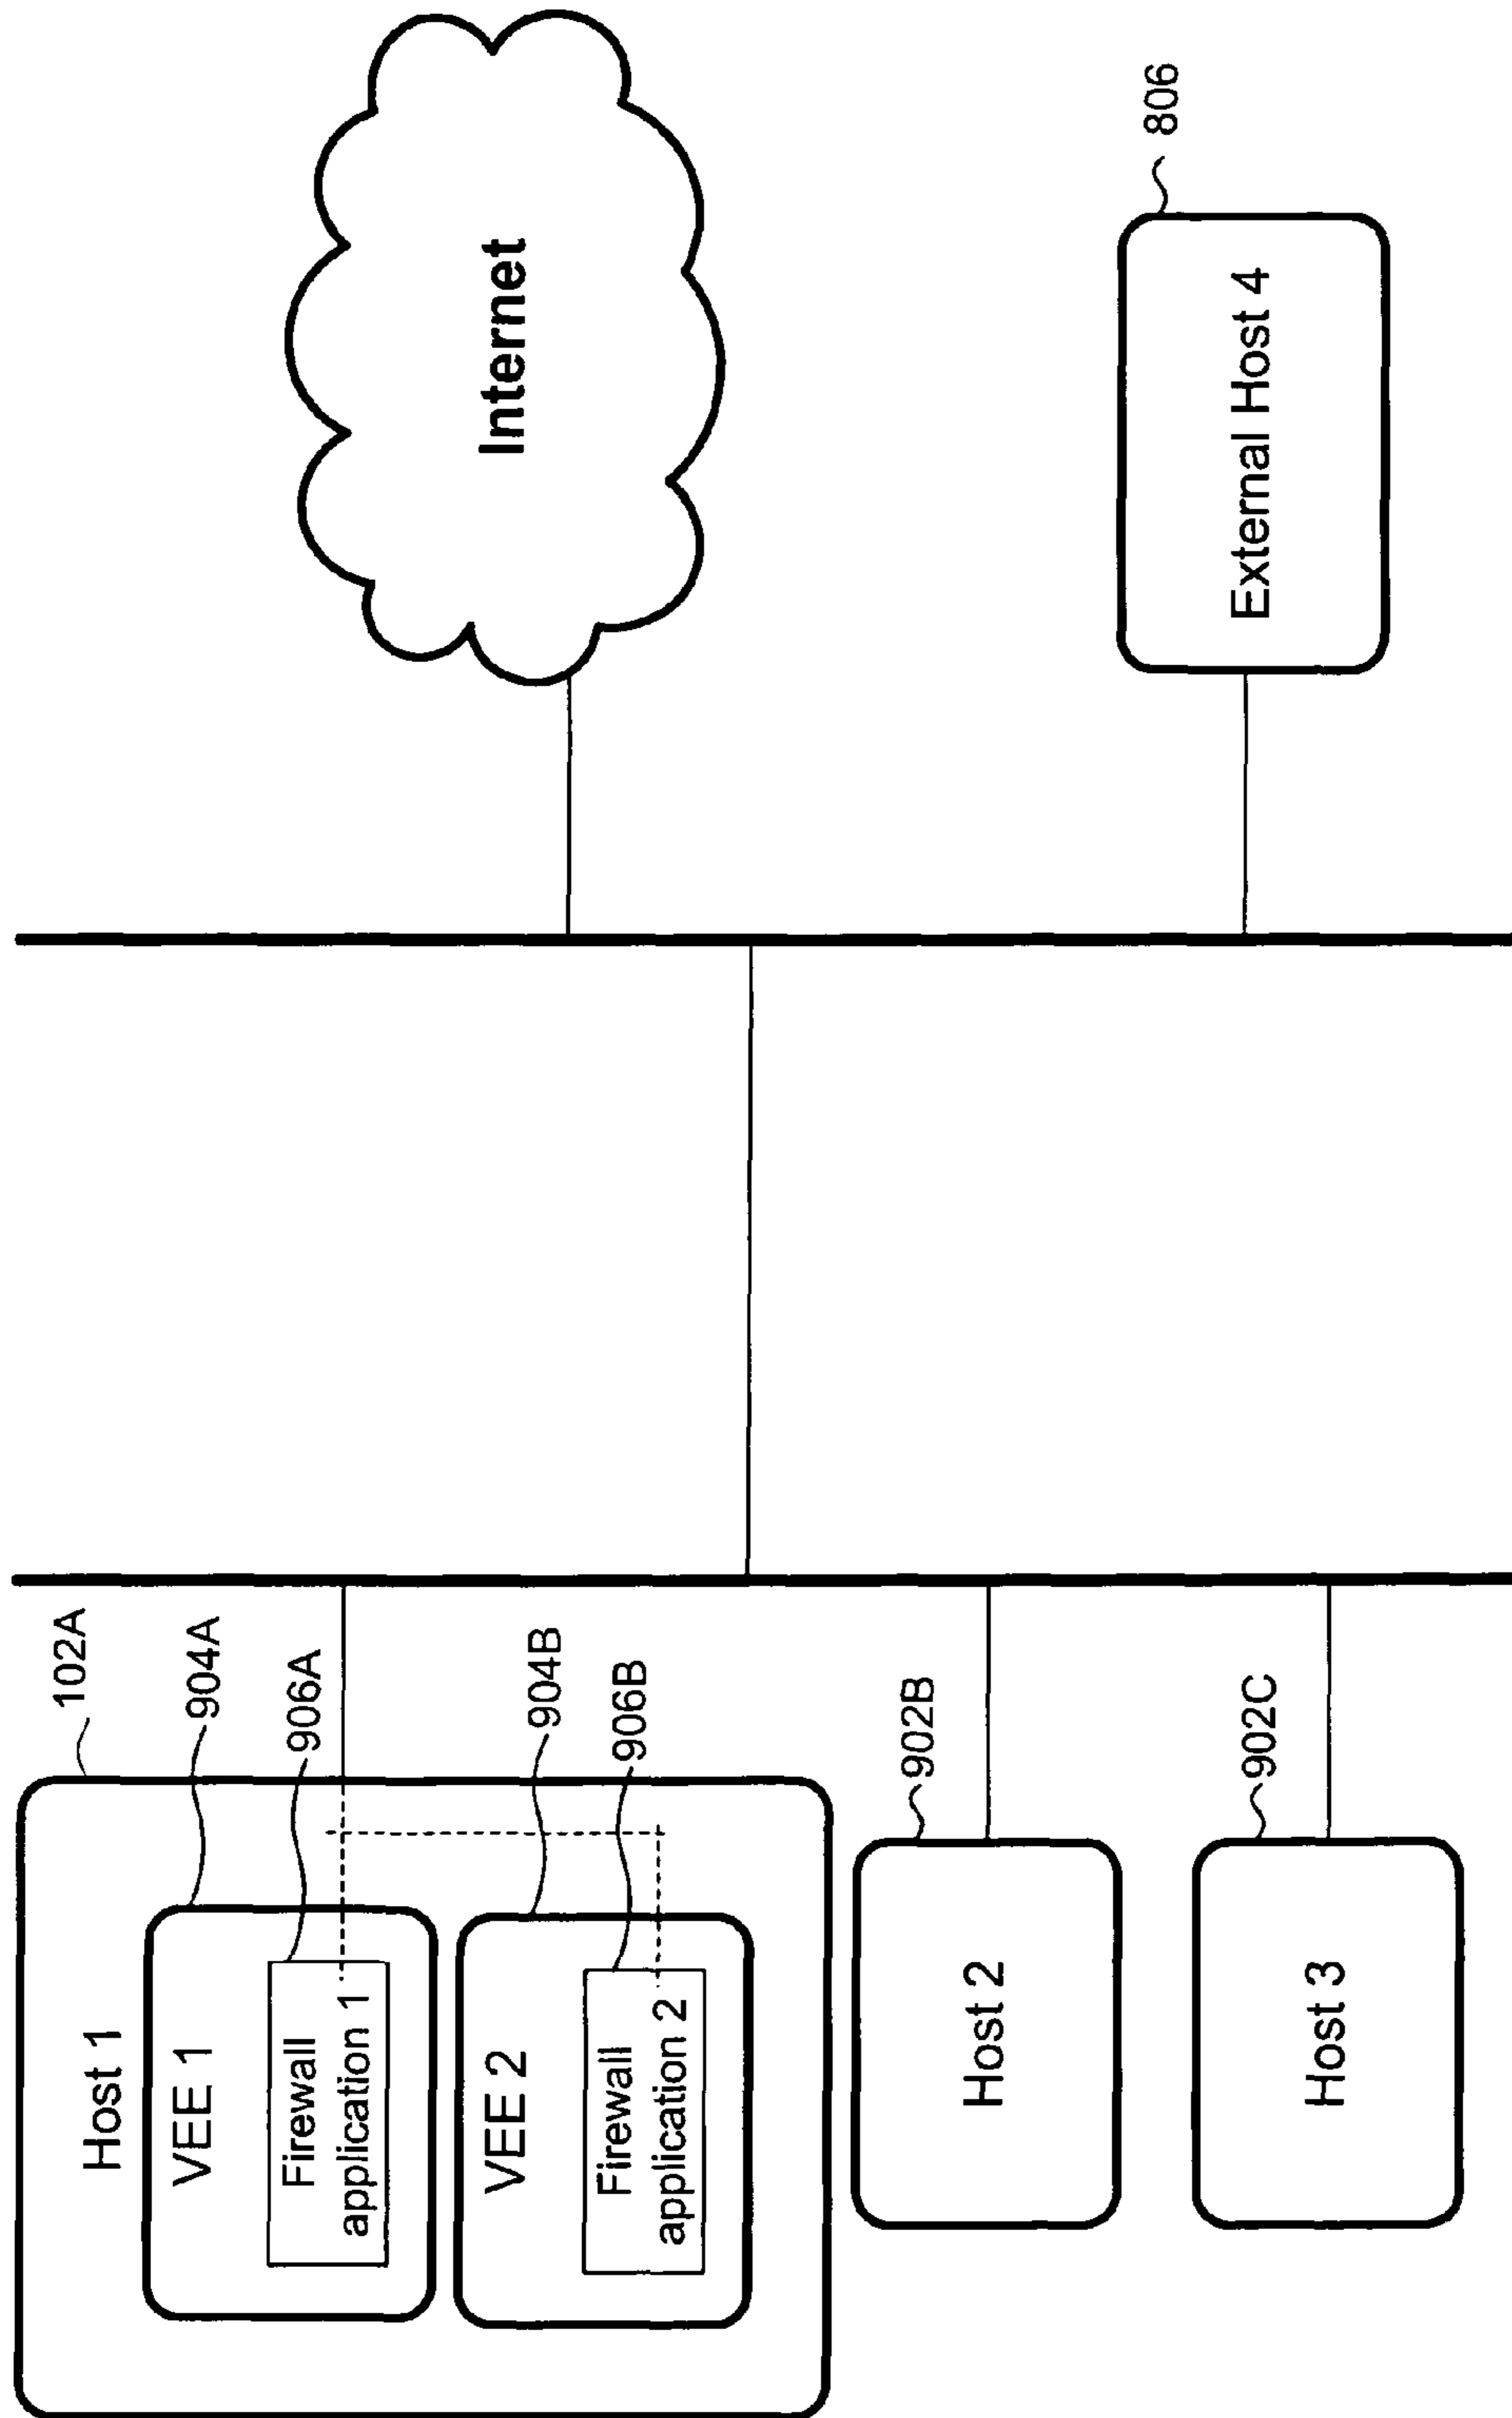 Host 1
102A
VEE 1
904A
Firewall
application 1
906A
VEE 2
904B
Firewall
application 2
906B
Host 2
902B
Host 3
902C
Internet
External Host 4
806